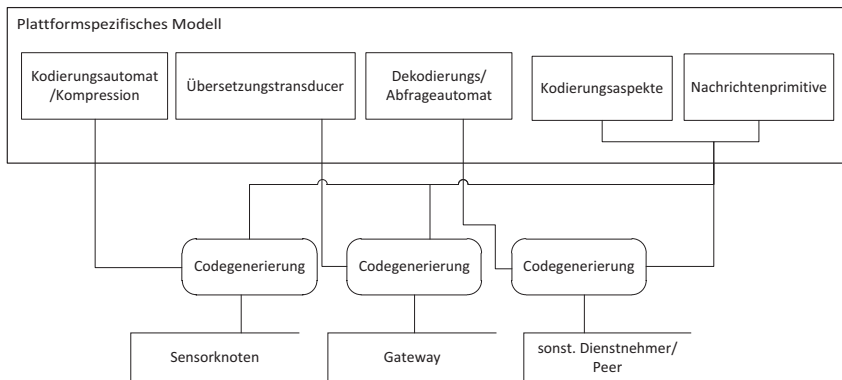 Plattformspezifisches Modell
Kodierungsautomat
/Kompression
Übersetzungstransducer
Dekodierungs/
Abfrageautomat
Kodierungsaspekte
Nachrichtenprimitive
Codegenerierung
Codegenerierung
Codegenerierung
Sensorknoten
Gateway
sonst. Dienstnehmer/
Peer